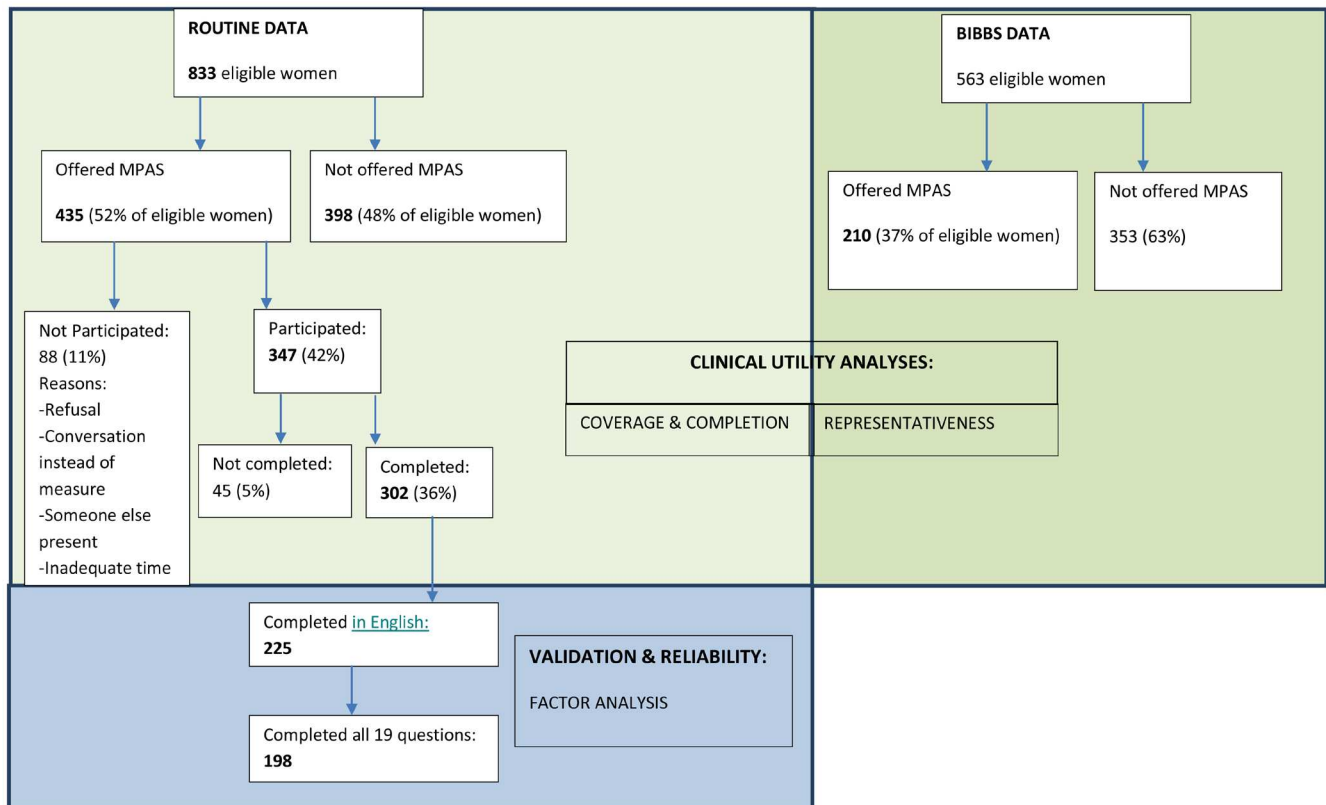 ROUTINE DATA
833 eligible women
BIBBS DATA
563 eligible women
Offered MPAS
435 (52% of eligible women)
Not offered MPAS
398 (48% of eligible women)
Offered MPAS
210 (37% of eligible women)
Not offered MPAS
353 (63%)
Not Participated:
88 (11%)
Reasons:
-Refusal
-Conversation
instead of
measure
-Someone else
present
-Inadequate time
Participated:
347 (42%)
Not completed:
45 (5%)
Completed:
302 (36%)
CLINICAL UTILITY ANALYSES:
COVERAGE & COMPLETION
REPRESENTATIVENESS
Completed in English:
225
Completed all 19 questions:
198
VALIDATION & RELIABILITY:
FACTOR ANALYSIS